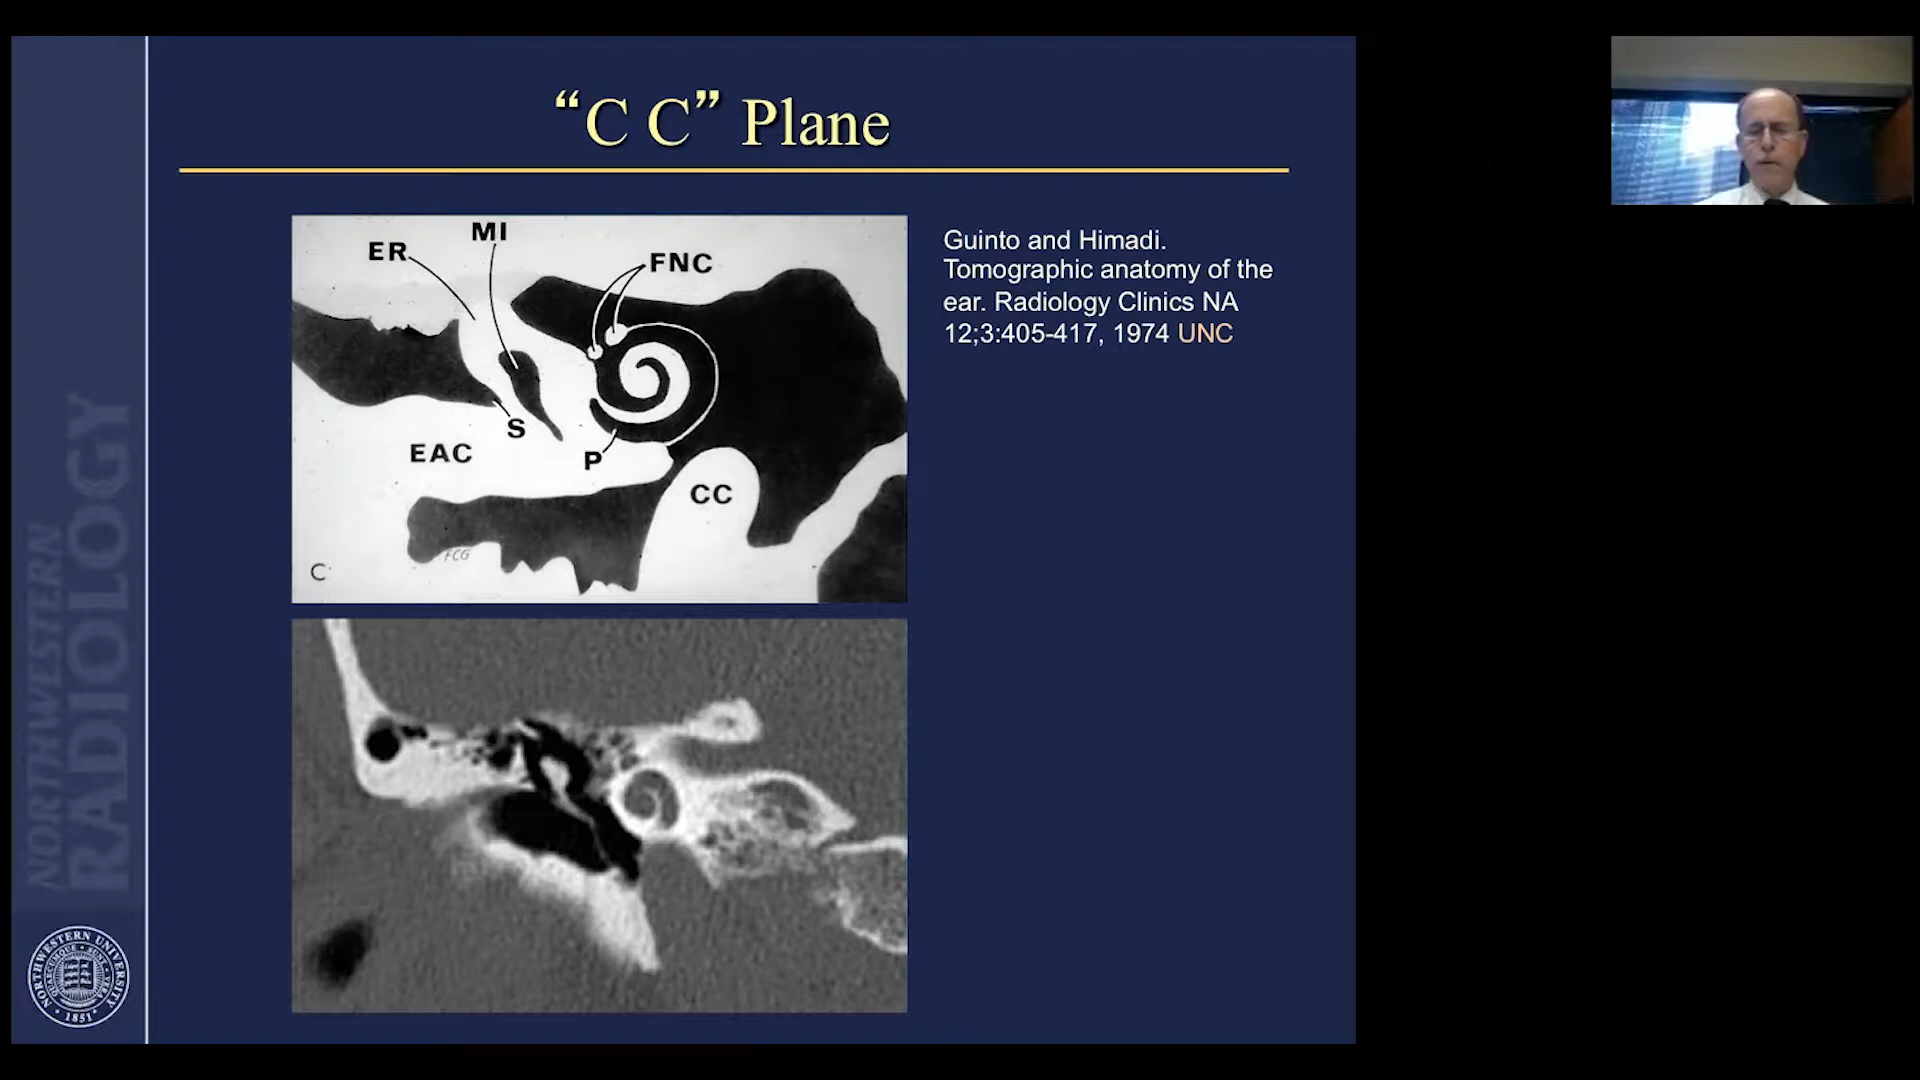 “C C” Plane
ER
MI
FNC
S
EAC
P
CC
FCG
C
Guinto and Himadi.
Tomographic anatomy of the
ear. Radiology Clinics NA
12;3:405-417, 1974 UNC
NORTHWESTERN
RADIOLOGY
NORTHWESTERN UNIVERSITY
1851